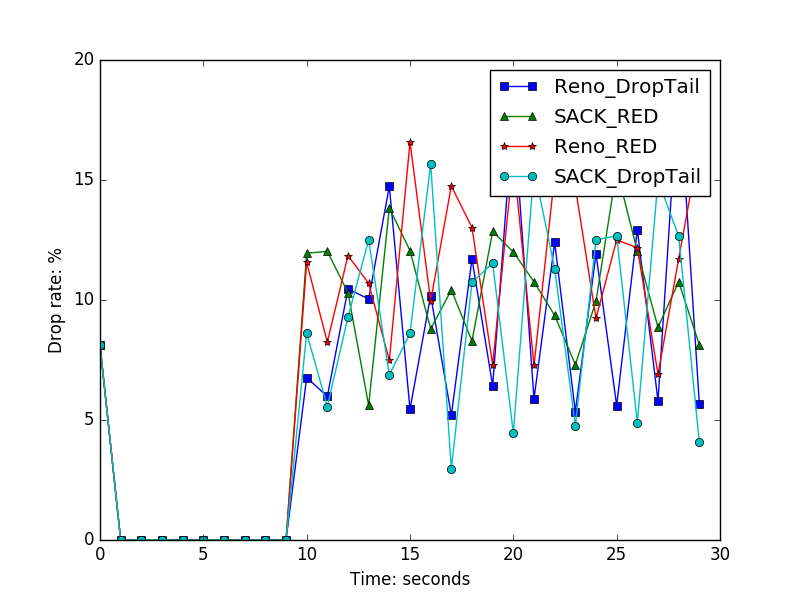 20
15
10
5
0
Drop rate: %
Reno_DropTail
SACK_RED
Reno_RED
SACK_DropTail
0 5 10 15 20 25 30
Time: seconds